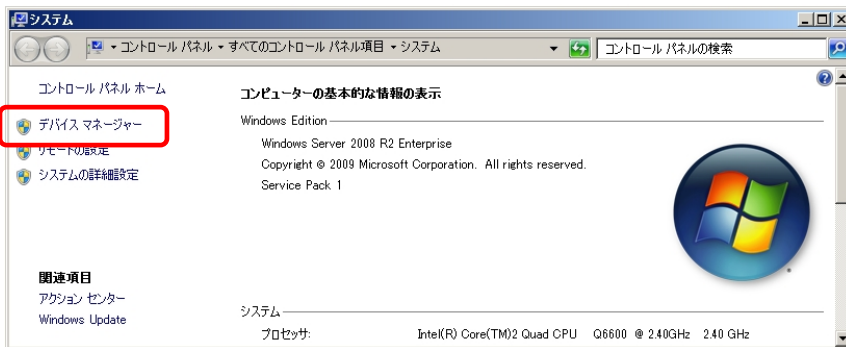 システム
コントロール パネル ▾ すべてのコントロール パネル項目 ▾ システム
コントロール パネルの検索
コントロール パネル ホーム
デバイス マネージャー
リモートの設定
システムの詳細設定
関連項目
アクション センター
Windows Update
コンピューターの基本的な情報の表示
Windows Edition
Windows Server 2008 R2 Enterprise
Copyright © 2009 Microsoft Corporation. All rights reserved.
Service Pack 1
システム
プロセッサ: Intel(R) Core(TM)2 Quad CPU Q6600 @ 2.40GHz 2.40 GHz